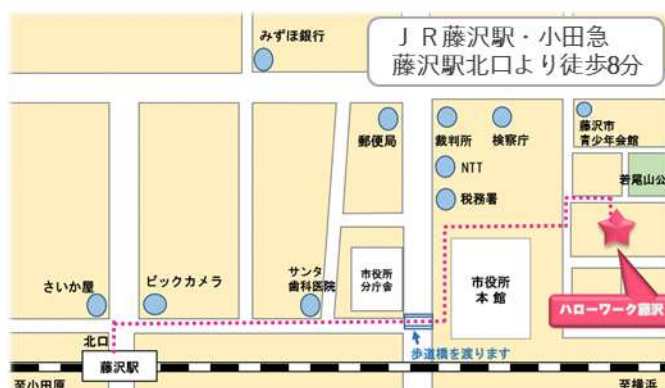 みずほ銀行
ＪＲ藤沢駅・小田急
藤沢駅北口より徒歩8分
郵便局
裁判所
検察庁
藤沢市
青少年会館
NTT
若尾山公
税務署
さいか屋
ビックカメラ
サンタ
歯科医院
市役所
分庁舎
市役所
本館
ハローワーク藤沢
北口
藤沢駅
歩道橋を渡ります
至小田原
至横浜